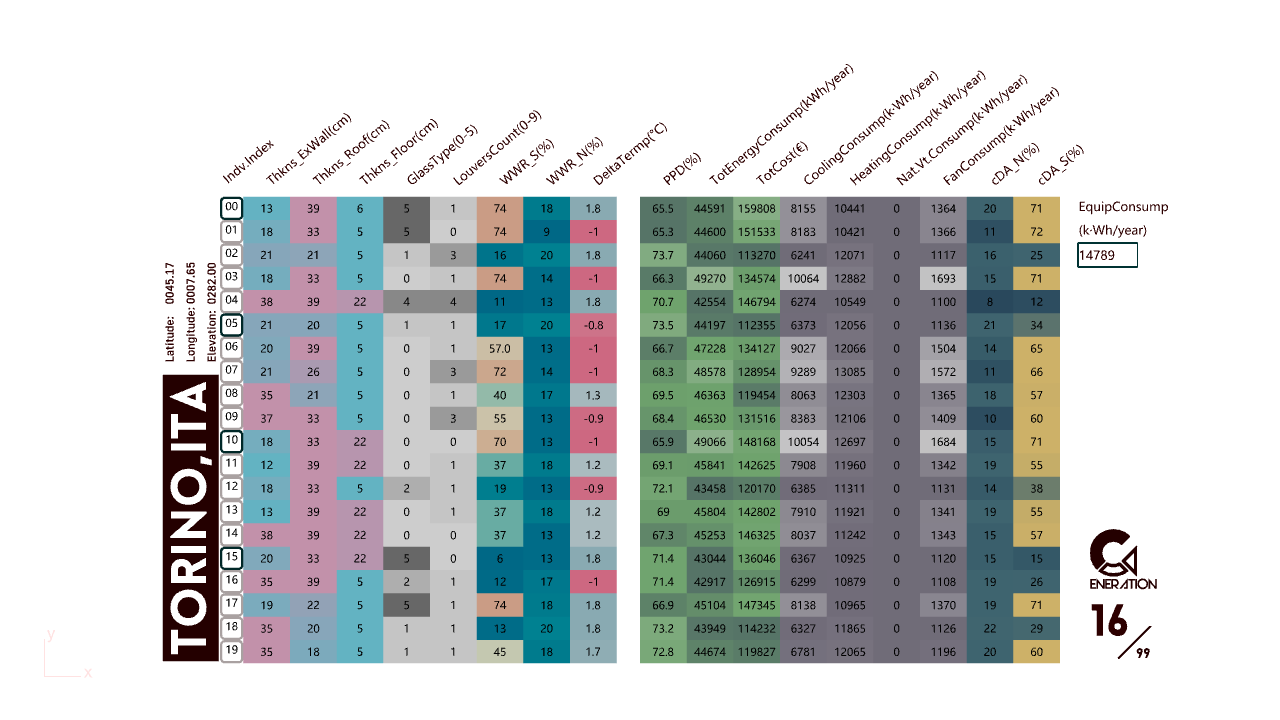 Indv.Index Thkns_ExWall(cm) Thkns_Roof(cm) Thkns_Floor(cm) GlassType(0-5) LouversCount(0-9) WWR_S(%) WWR_N(%) DeltaTermp(°C) PPD(%) TotEnergyConsump(kWh/year) TotCost(€) CoolingConsump(k·Wh/year) HeatingConsump(k·Wh/year) Nat.Vt.Consump(k·Wh/year) FanConsump(k·Wh/year) cDA_N(%) cDA_S(%)
00 13 39 6 5 1 74 18 1.8 65.5 44591 159808 8155 10441 0 1364 20 71
01 18 33 5 5 0 74 9 -1 65.3 44600 151533 8183 10421 0 1366 11 72
02 21 21 5 1 3 16 20 1.8 73.7 44060 113270 6241 12071 0 1117 16 25
03 18 33 5 0 1 74 14 -1 66.3 49270 134574 10064 12882 0 1693 15 71
04 38 39 22 4 4 11 13 1.8 70.7 42554 146794 6274 10549 0 1100 8 12
05 21 20 5 1 1 17 20 -0.8 73.5 44197 112355 6373 12056 0 1136 21 34
06 20 39 5 0 1 57.0 13 -1 66.7 47228 134127 9027 12066 0 1504 14 65
07 21 26 5 0 3 72 14 -1 68.3 48578 128954 9289 13085 0 1572 11 66
08 35 21 5 0 1 40 17 1.3 69.5 46363 119454 8063 12303 0 1365 18 57
09 37 33 5 0 3 55 13 -0.9 68.4 46530 131516 8383 12106 0 1409 10 60
10 18 33 22 0 0 70 13 -1 65.9 49066 148168 10054 12697 0 1684 15 71
11 12 39 22 0 1 37 18 1.2 69.1 45841 142625 7908 11960 0 1342 19 55
12 18 33 5 2 1 19 13 -0.9 72.1 43458 120170 6385 11311 0 1131 14 38
13 13 39 22 0 1 37 18 1.2 69 45804 142802 7910 11921 0 1341 19 55
14 38 39 22 0 0 37 13 1.2 67.3 45253 146325 8037 11242 0 1343 15 57
15 20 33 22 5 0 6 13 1.8 71.4 43044 136046 6367 10925 0 1120 15 15
16 35 39 5 2 1 12 17 -1 71.4 42917 126915 6299 10879 0 1108 19 26
17 19 22 5 5 1 74 18 1.8 66.9 45104 147345 8138 10965 0 1370 19 71
18 35 20 5 1 1 13 20 1.8 73.2 43949 114232 6327 11865 0 1126 22 29
19 35 18 5 1 1 45 18 1.7 72.8 44674 119827 6781 12065 0 1196 20 60
Latitude: 0045.17
Longitude: 0007.65
Elevation: 0282.00
TORINO,ITA
EquipConsump
(k·Wh/year)
14789
G
ENERATION
16/99
y
x